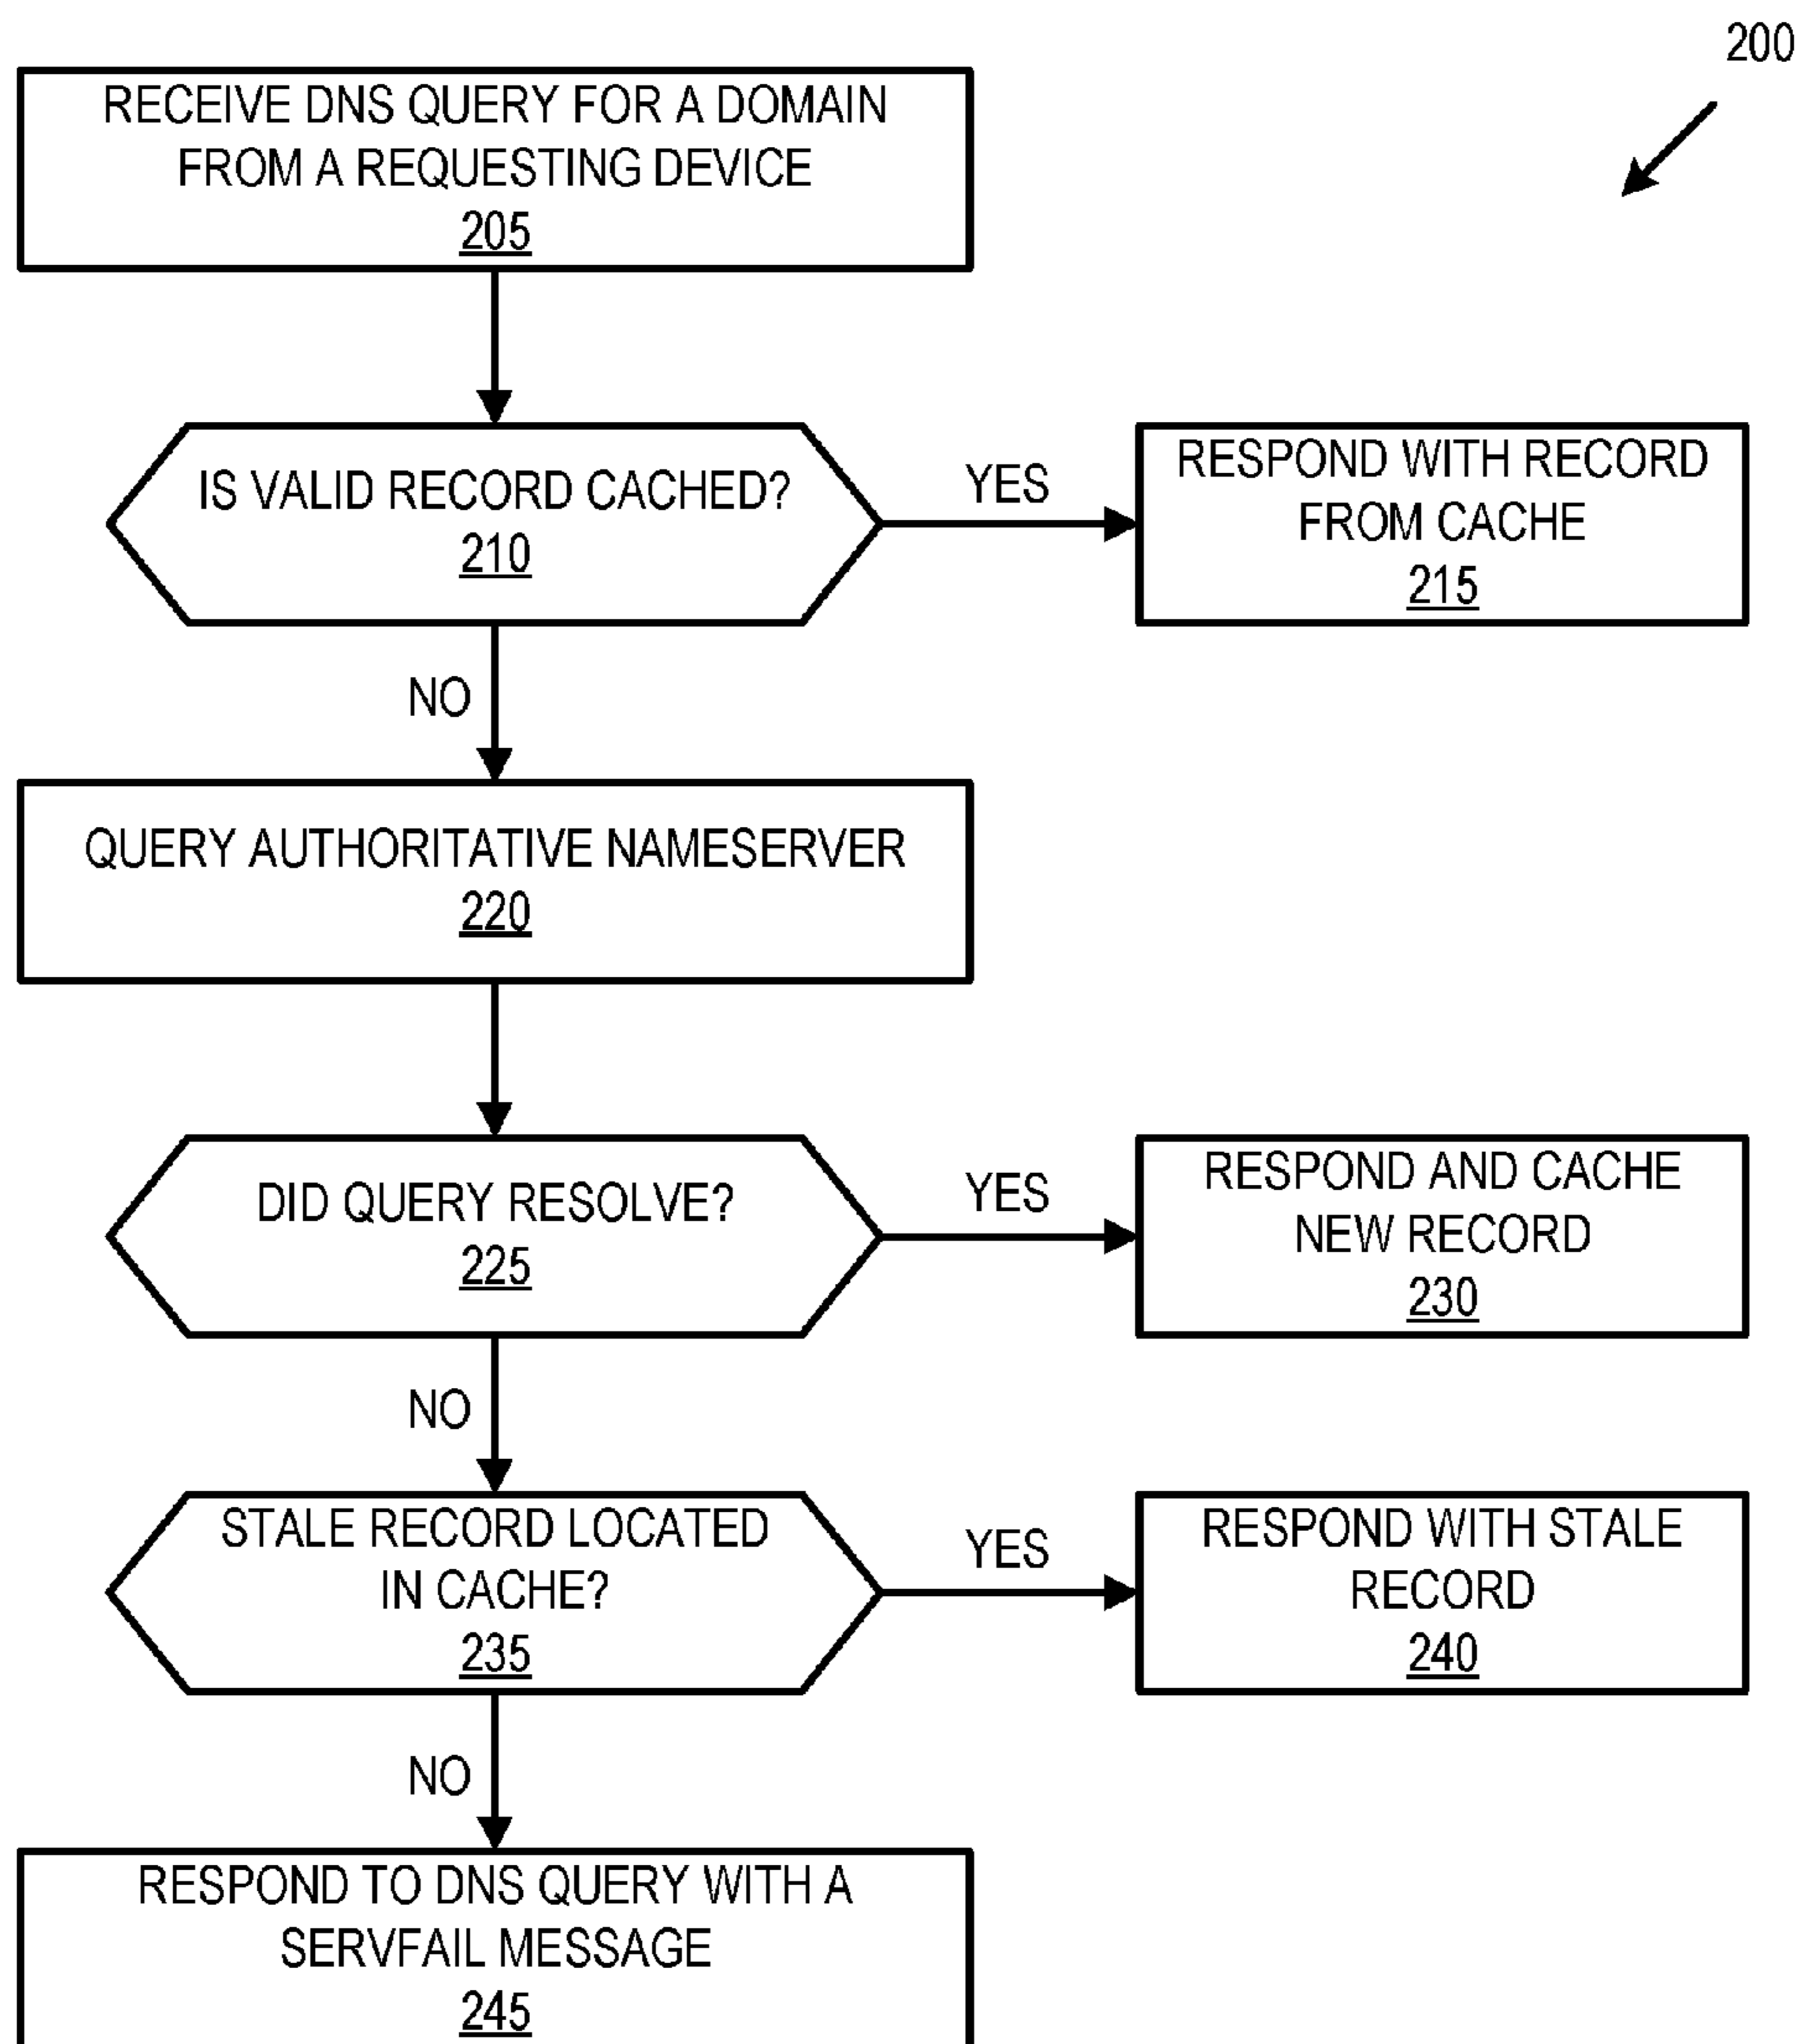 200
RECEIVE DNS QUERY FOR A DOMAIN
FROM A REQUESTING DEVICE
205
IS VALID RECORD CACHED?
210
YES
RESPOND WITH RECORD
FROM CACHE
215
NO
QUERY AUTHORITATIVE NAMESERVER
220
DID QUERY RESOLVE?
225
YES
RESPOND AND CACHE
NEW RECORD
230
NO
STALE RECORD LOCATED
IN CACHE?
235
YES
RESPOND WITH STALE
RECORD
240
NO
RESPOND TO DNS QUERY WITH A
SERVFAIL MESSAGE
245